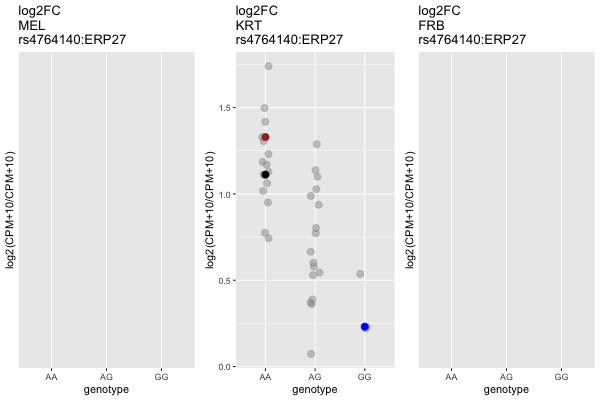 log2FC
MEL
rs4764140:ERP27
log2(CPM+10/CPM+10)
AA AG GG
genotype
log2FC
KRT
rs4764140:ERP27
log2(CPM+10/CPM+10)
1.5
1.0
0.5
0.0
AA AG GG
genotype
log2FC
FRB
rs4764140:ERP27
log2(CPM+10/CPM+10)
AA AG GG
genotype